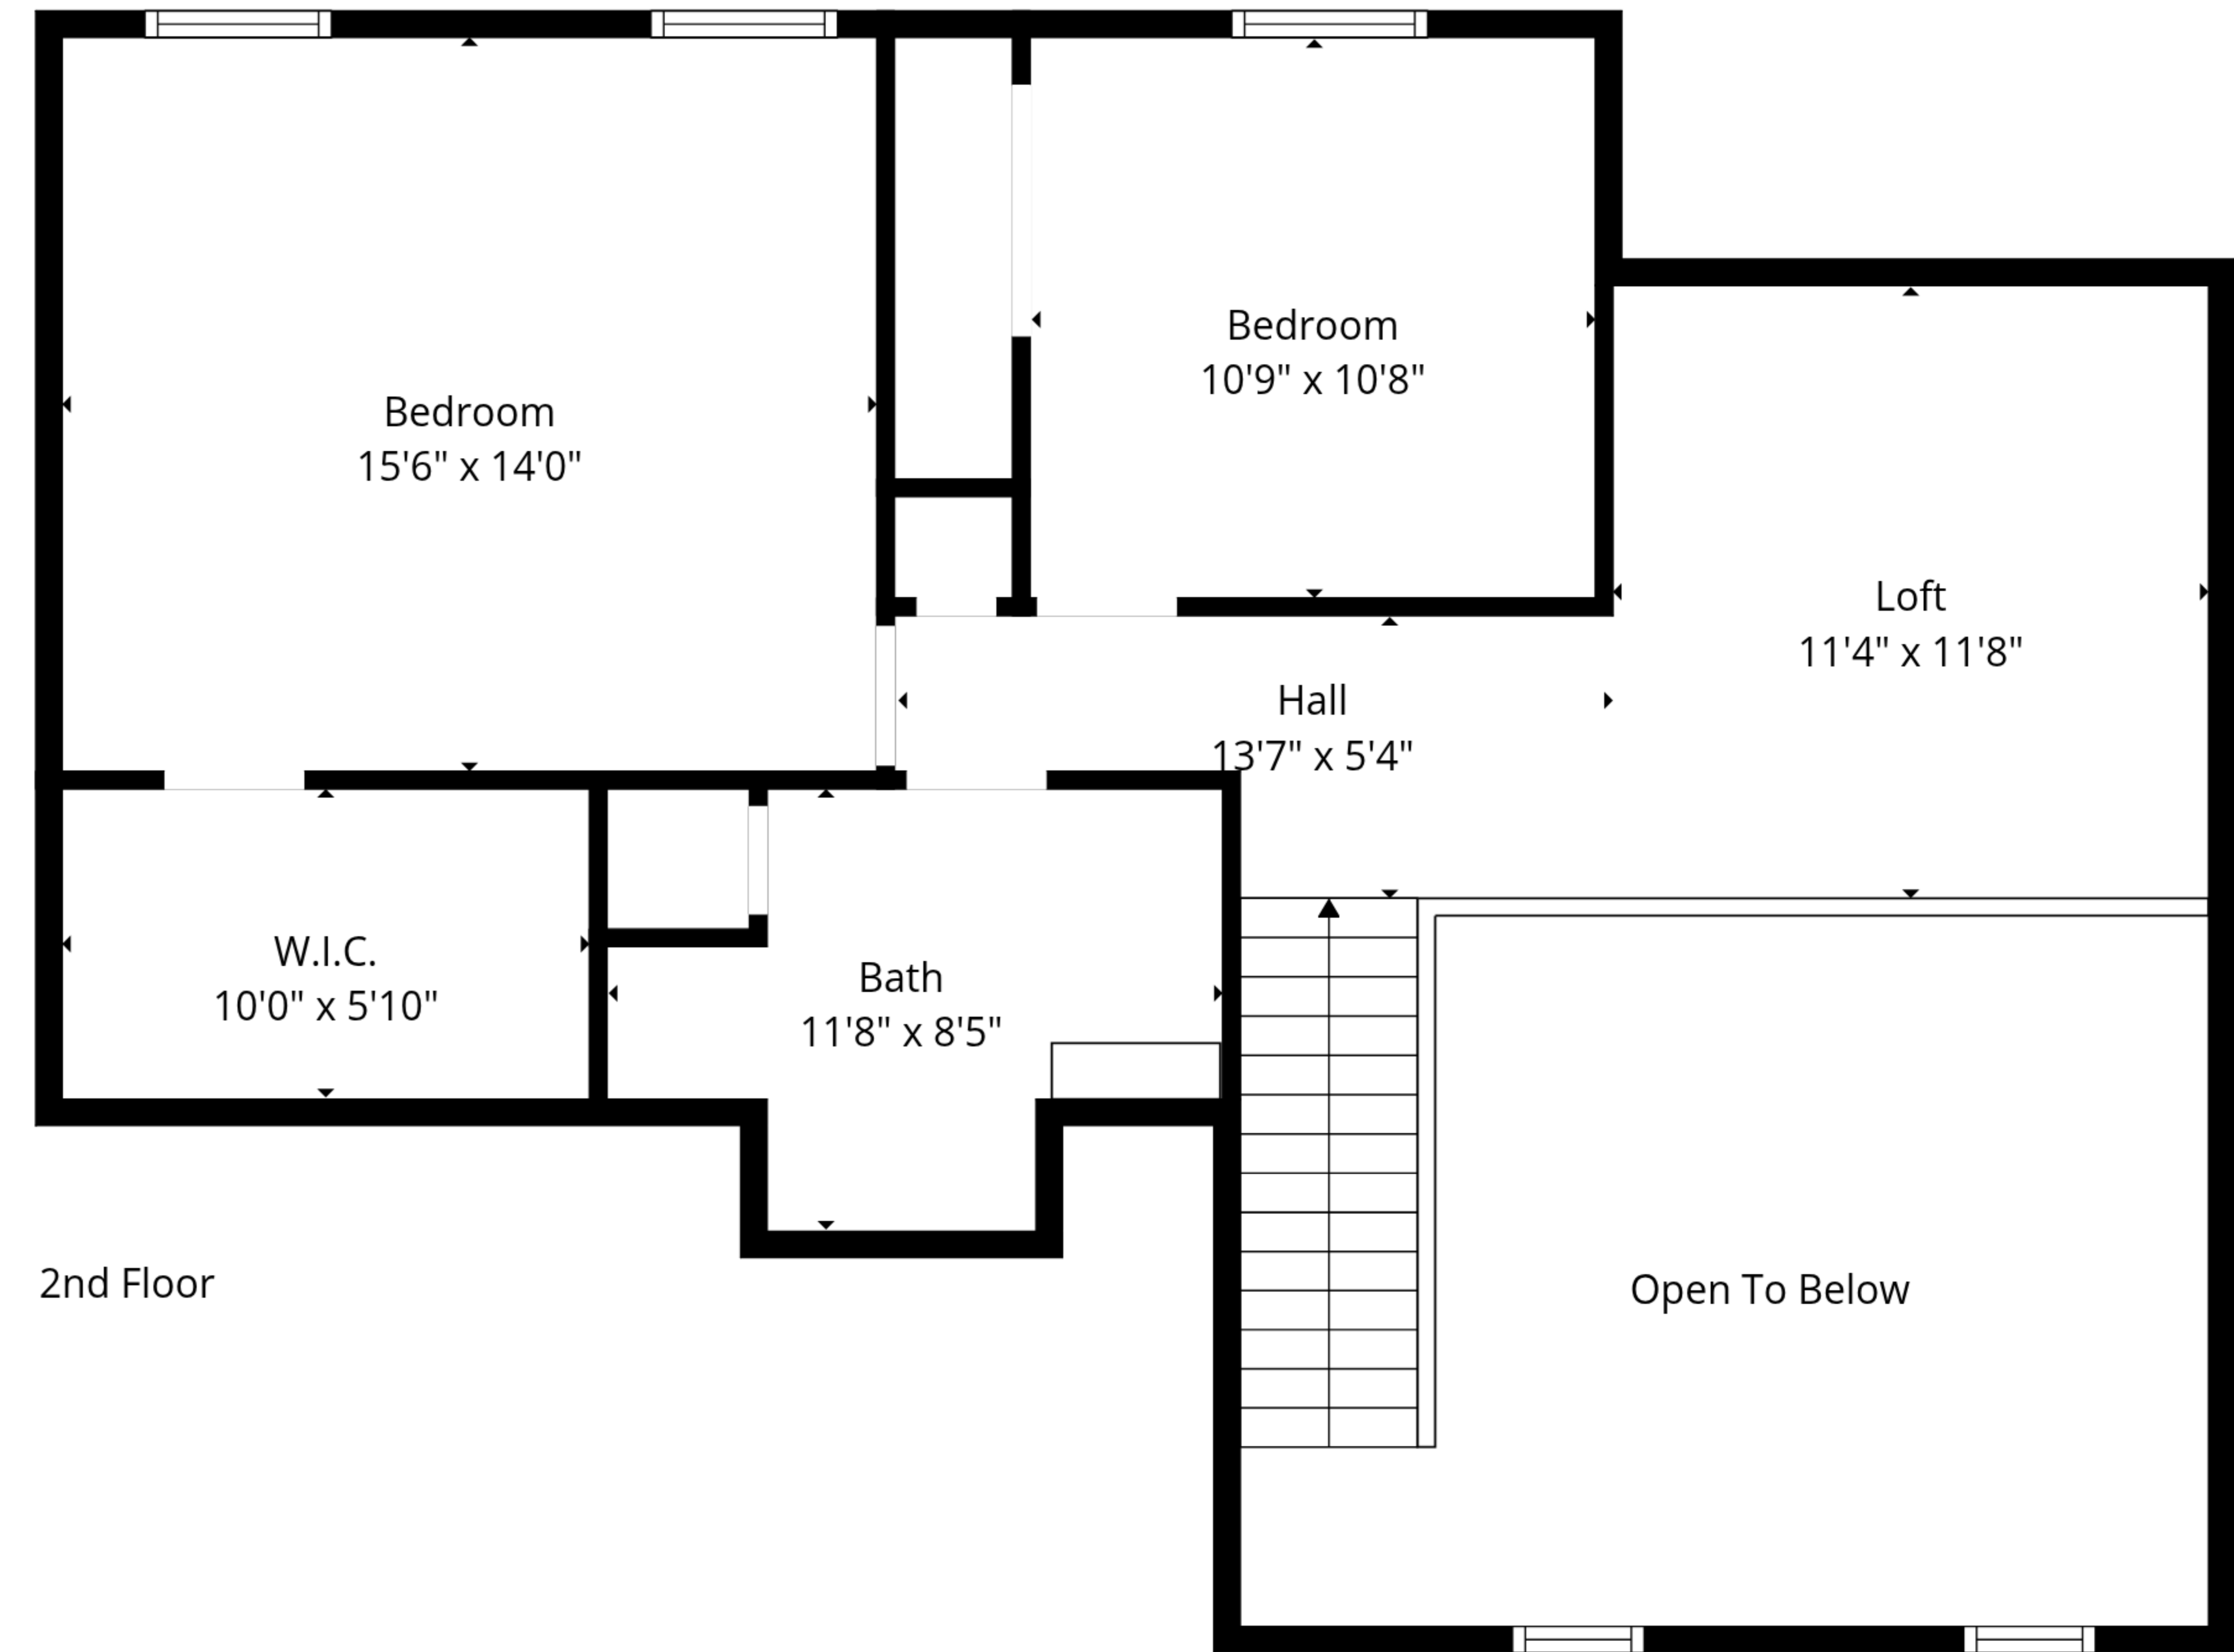 Bedroom
10'9" x 10'8"
Bedroom
15'6" x 14'0"
Loft
11'4" x 11'8"
Hall
13'7" x 5'4"
W.I.C.
10'0" x 5'10"
Bath
11'8" x 8'5"
2nd Floor
Open To Below